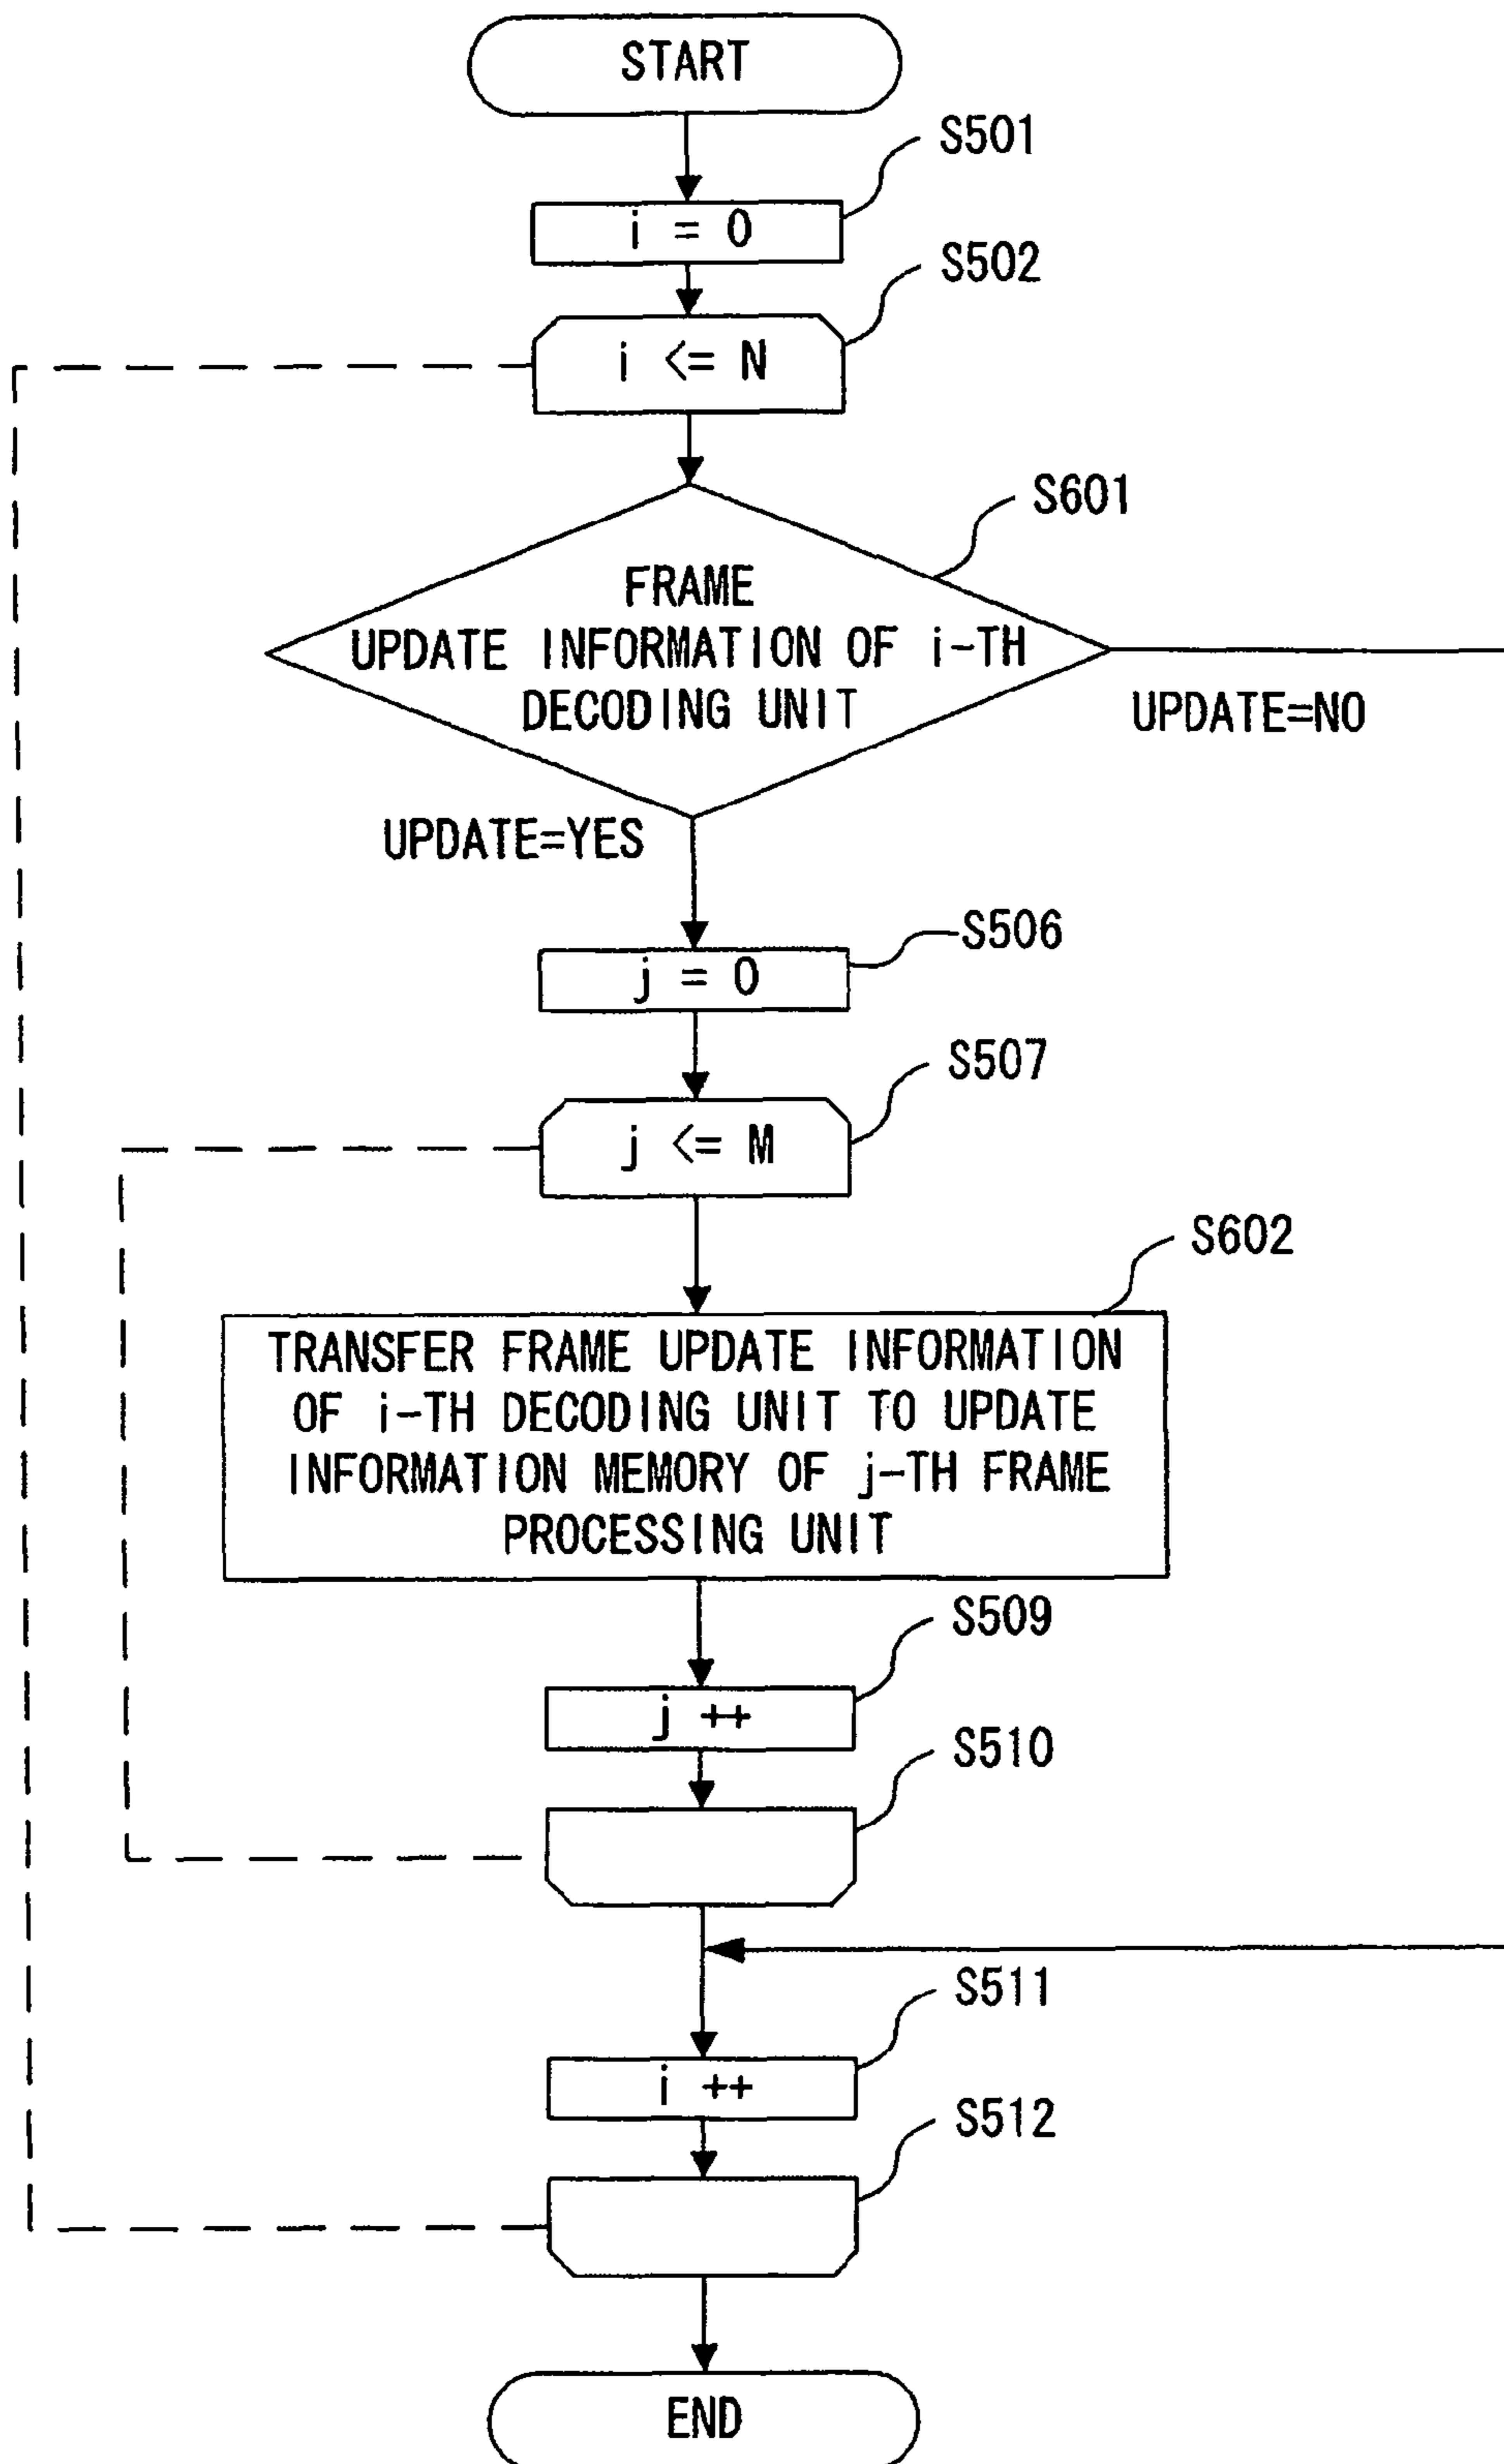 START
S501
i = 0
S502
i <= N
S601
FRAME
UPDATE INFORMATION OF i-TH
DECODING UNIT
UPDATE=NO
UPDATE=YES
S506
j = 0
S507
j <= M
S602
TRANSFER FRAME UPDATE INFORMATION
OF i-TH DECODING UNIT TO UPDATE
INFORMATION MEMORY OF j-TH FRAME
PROCESSING UNIT
S509
j ++
S510
S511
i ++
S512
END